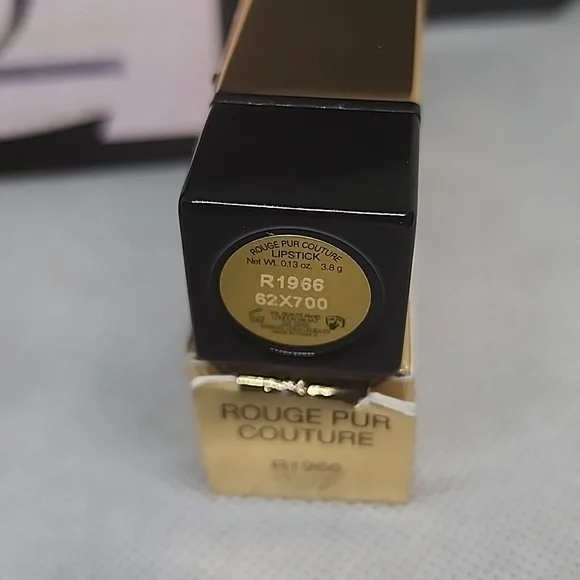 ROUGE PUR COUTURE
LIPSTICK
Net Wt. 0.13 oz. 3.8 g
R1966
62X700
ROUGE PUR
COUTURE
R1966